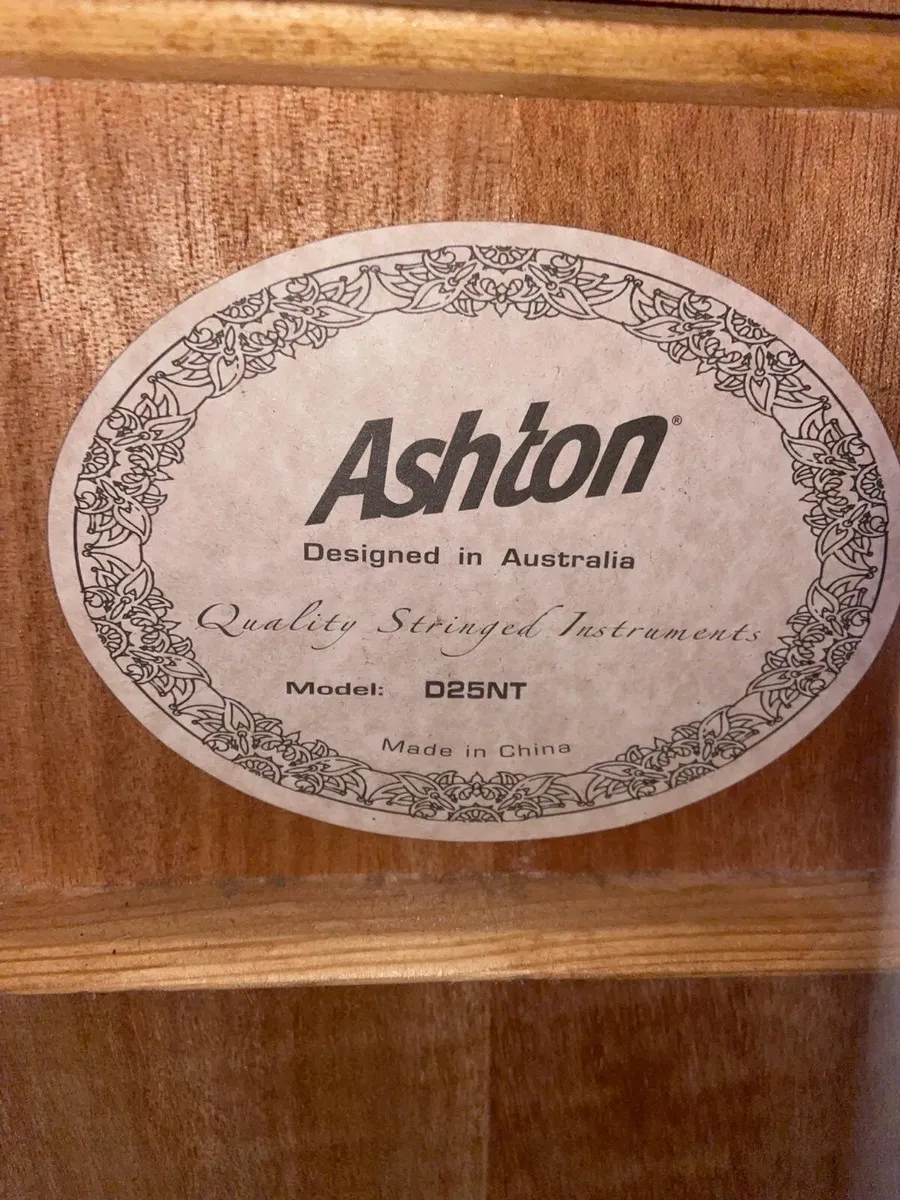 Ashton®
Designed in Australia
Quality Stringed Instruments
Model: D25NT
Made in China